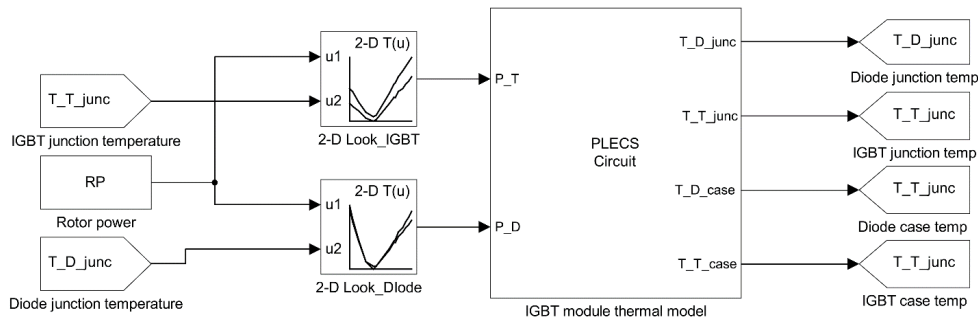 2-D T(u)
u1
u2
2-D Look_IGBT
T_T_junc
IGBT junction temperature
RP
Rotor power
T_D_junc
Diode junction temperature
2-D T(u)
u1
u2
2-D Look_DIode
P_T
P_D
PLECS
Circuit
T_D_junc
T_T_junc
T_D_case
T_T_case
IGBT module thermal model
T_D_junc
Diode junction temp
T_T_junc
IGBT junction temp
T_T_junc
Diode case temp
T_T_junc
IGBT case temp